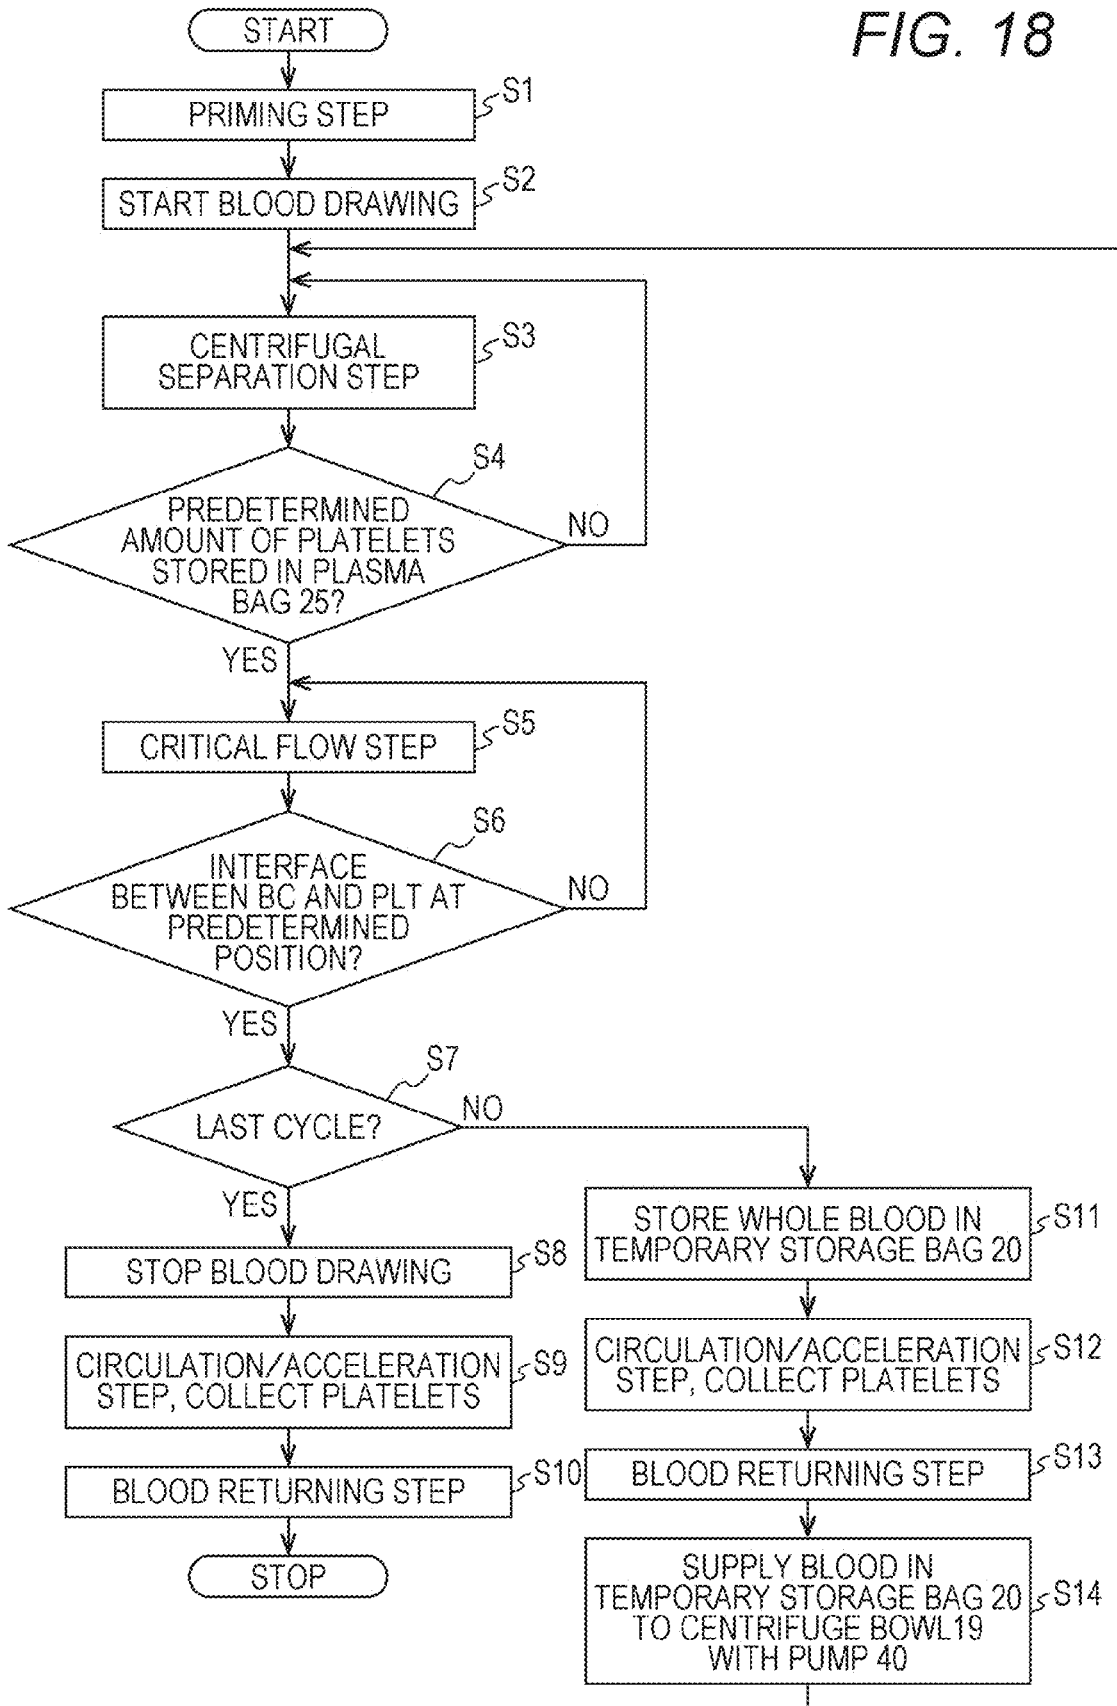 FIG. 18
START
PRIMING STEP
S1
START BLOOD DRAWING
S2
CENTRIFUGAL
SEPARATION STEP
S3
S4
PREDETERMINED
AMOUNT OF PLATELETS
STORED IN PLASMA
BAG 25?
NO
YES
CRITICAL FLOW STEP
S5
S6
INTERFACE
BETWEEN BC AND PLT AT
PREDETERMINED
POSITION?
NO
YES
S7
LAST CYCLE?
NO
YES
STOP BLOOD DRAWING
S8
CIRCULATION/ACCELERATION
STEP, COLLECT PLATELETS
S9
BLOOD RETURNING STEP
S10
STOP
STORE WHOLE BLOOD IN
TEMPORARY STORAGE BAG 20
S11
CIRCULATION/ACCELERATION
STEP, COLLECT PLATELETS
S12
BLOOD RETURNING STEP
S13
SUPPLY BLOOD IN
TEMPORARY STORAGE BAG 20
TO CENTRIFUGE BOWL19
WITH PUMP 40
S14